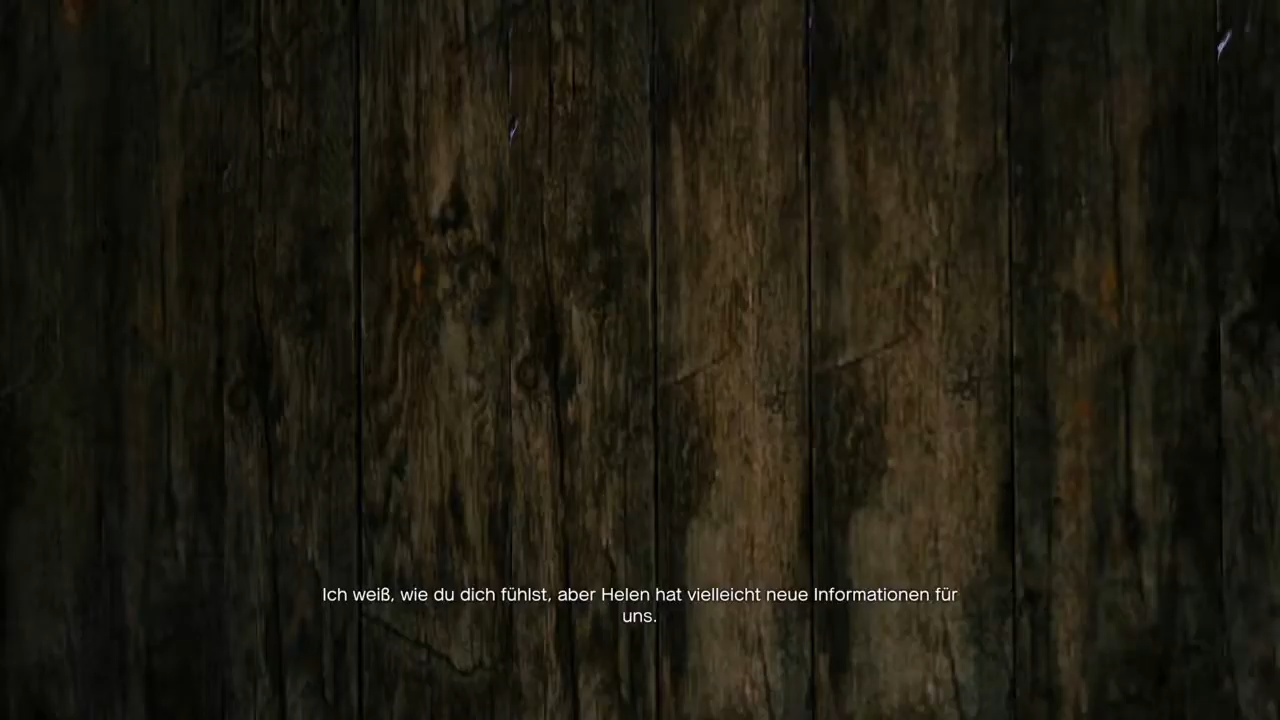 Ich weiß, wie du dich fühlst, aber Helen hat vielleicht neue Informationen für
uns.